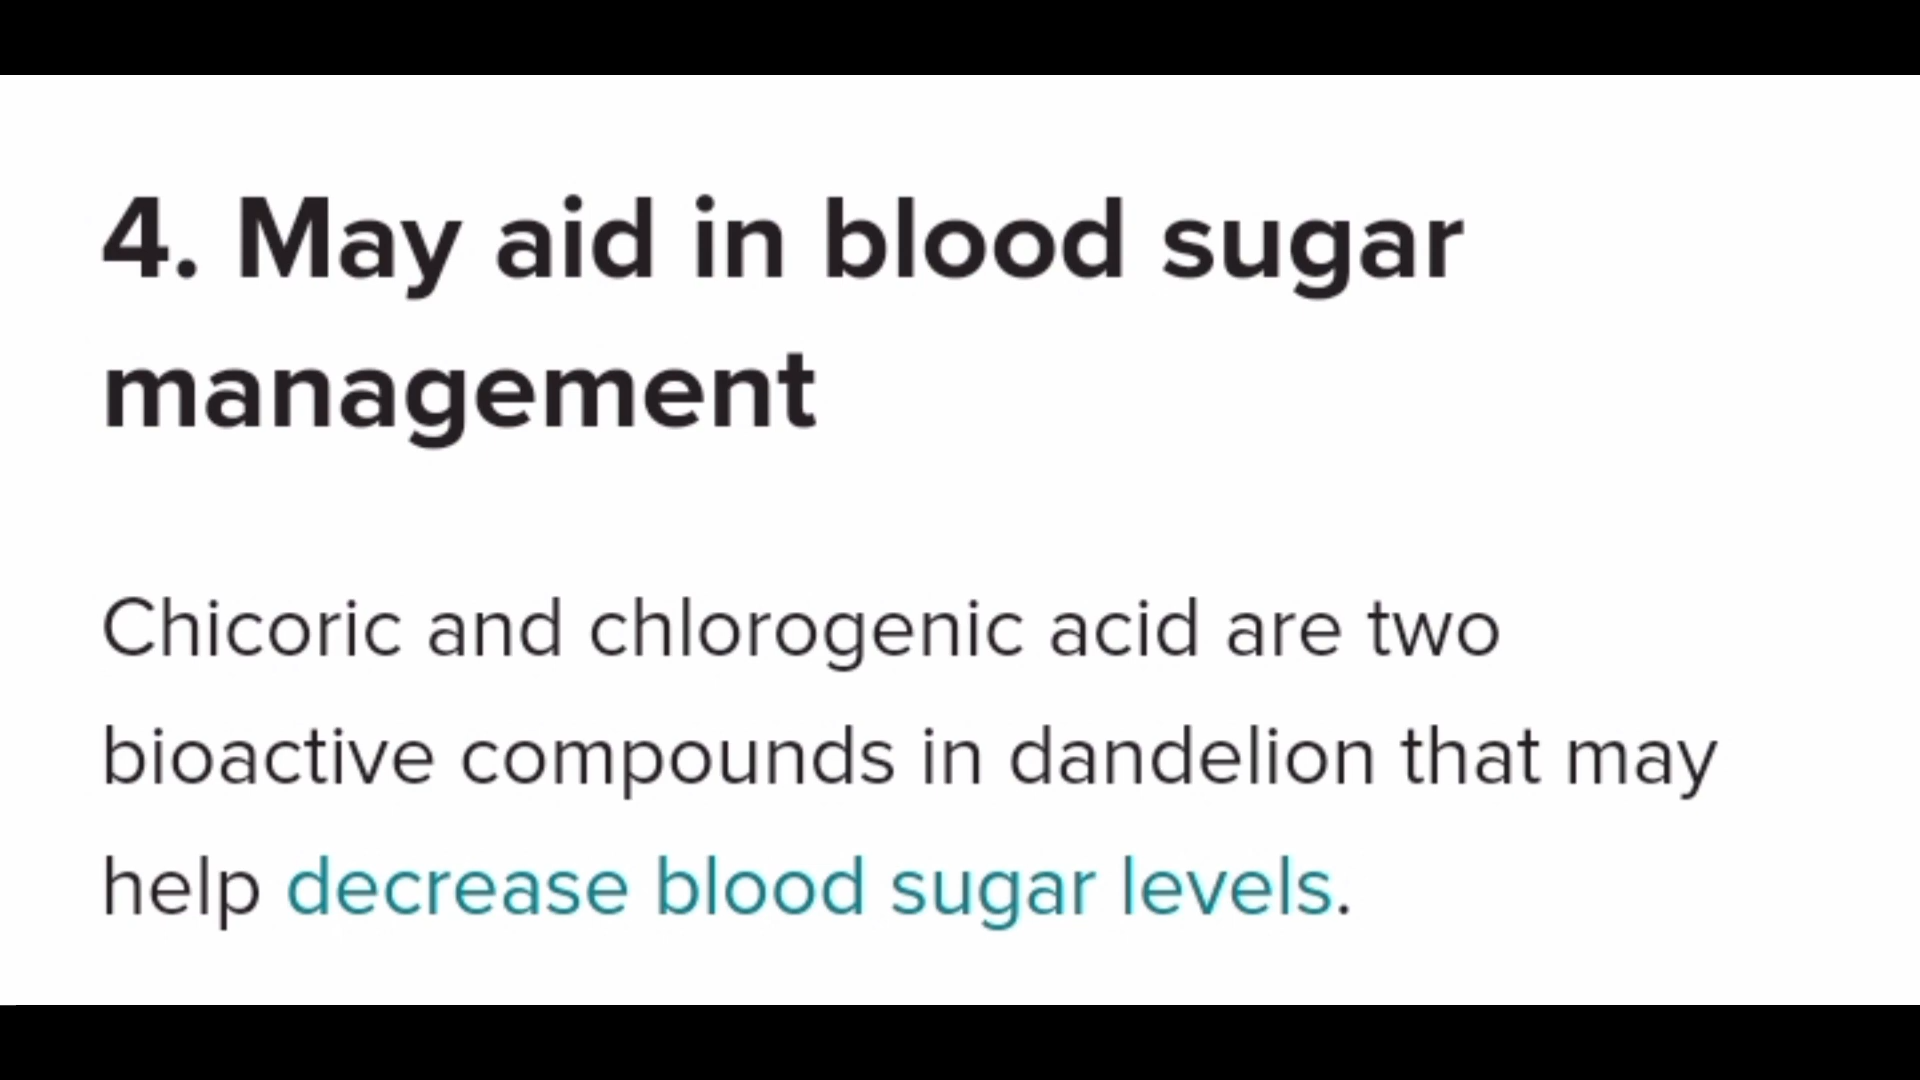 4. May aid in blood sugar
management
Chicoric and chlorogenic acid are two
bioactive compounds in dandelion that may
help decrease blood sugar levels.